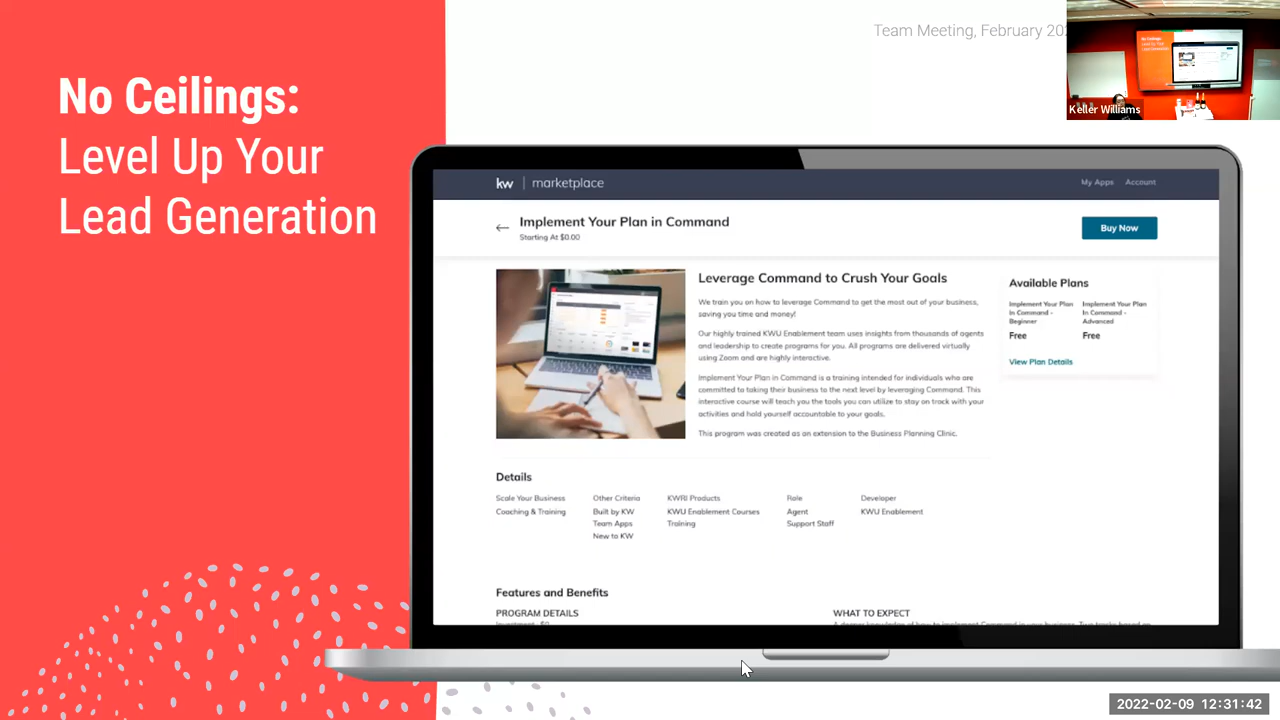 No Ceilings:
Level Up Your
Lead Generation
Team Meeting, February
Keller Williams
kw | marketplace
My Apps Account
Implement Your Plan in Command
Starting At $0.00
Buy Now
Leverage Command to Crush Your Goals
We train you on how to leverage Command to get the most out of your business,
saving you time and money!
Our highly trained KWU Enablement team uses insights from thousands of agents
and leadership to create programs for you. All programs are delivered virtually
using Zoom and are highly interactive.
Implement Your Plan in Command is a training intended for individuals who are
committed to taking their business to the next level by leveraging Command. This
interactive course will teach you the tools you can utilize to stay on track with your
activities and hold yourself accountable to your goals.
This program was created as an extension to the Business Planning Clinic.
Available Plans
Implement Your Plan
In Command -
Beginner
Free
Implement Your Plan
In Command -
Advanced
Free
View Plan Details
Details
Scale Your Business
Coaching & Training
Other Criteria
Built by KW
Team Apps
New to KW
KWRI Products
KWU Enablement Courses
Training
Role
Agent
Support Staff
Developer
KWU Enablement
Features and Benefits
PROGRAM DETAILS
WHAT TO EXPECT
2022-02-09 12:31:42